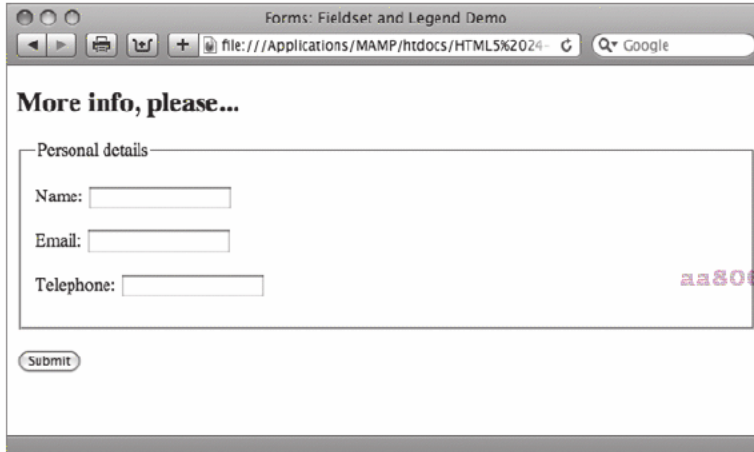 Forms: Fieldset and Legend Demo
file:///Applications/MAMP/htdocs/HTML5%2024-
Google
More info, please...
Personal details
Name:
Email:
Telephone:
Submit